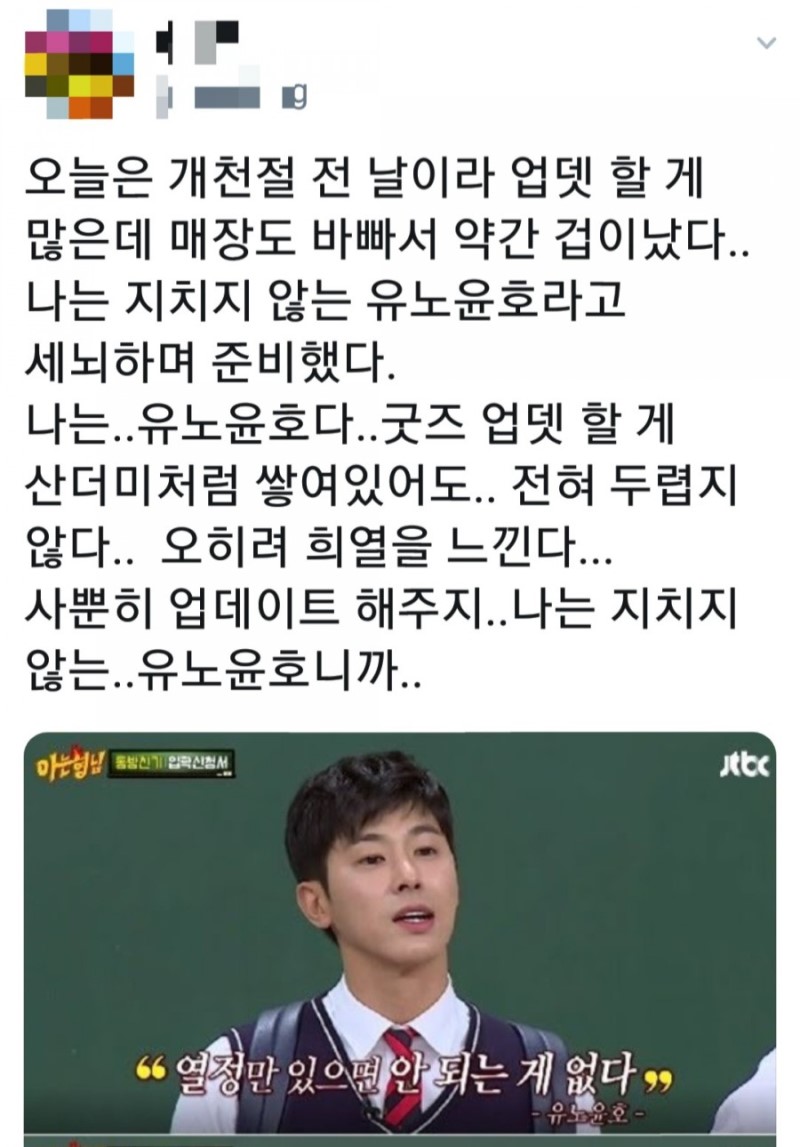 g
오늘은 개천절 전 날이라 업뎃 할 게
많은데 매장도 바빠서 약간 겁이났다..
나는 지치지 않는 유노윤호라고
세뇌하며 준비했다.
나는..유노윤호다..굿즈 업뎃 할 게
산더미처럼 쌓여있어도.. 전혀 두렵지
않다.. 오히려 희열을 느낀다...
사뿐히 업데이트 해주지..나는 지치지
않는..유노윤호니까..
아는형님 동방신기 입학신청서
jtbc
“열정만 있으면 안 되는 게 없다”
- 유노윤호 -